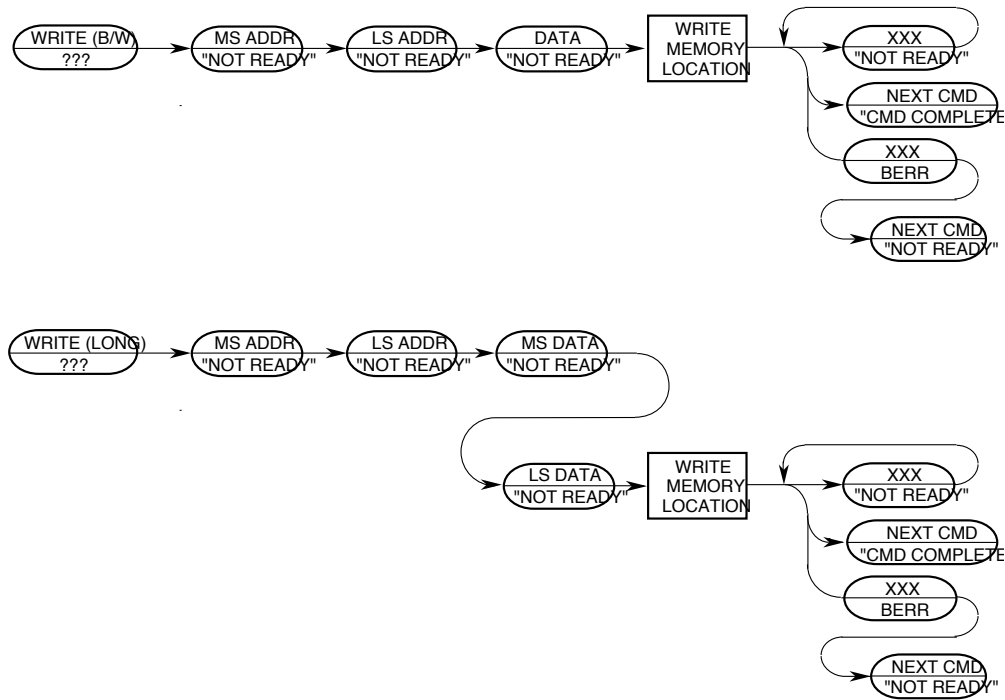 WRITE (B/W)
???
MS ADDR
"NOT READY"
LS ADDR
"NOT READY"
DATA
"NOT READY"
WRITE
MEMORY
LOCATION
XXX
"NOT READY"
NEXT CMD
"CMD COMPLETE
XXX
BERR
NEXT CMD
"NOT READY"
WRITE (LONG)
???
MS ADDR
"NOT READY"
LS ADDR
"NOT READY"
MS DATA
"NOT READY"
LS DATA
"NOT READY"
WRITE
MEMORY
LOCATION
XXX
"NOT READY"
NEXT CMD
"CMD COMPLETE
XXX
BERR
NEXT CMD
"NOT READY"